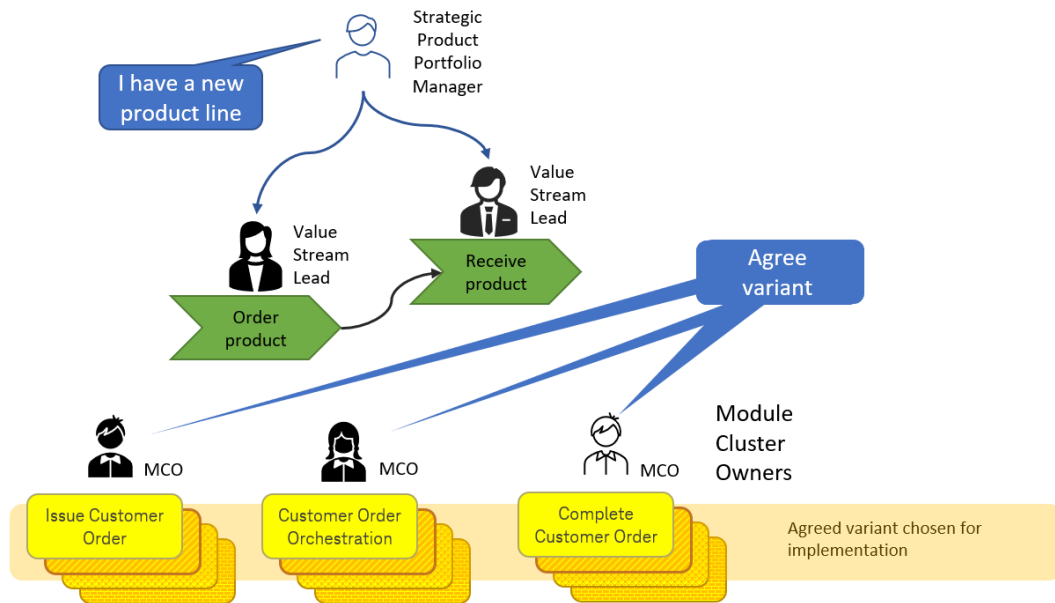 Strategic
Product
Portfolio
Manager
I have a new
product line
Value
Stream
Lead
Value
Stream
Lead
Receive
product
Order
product
Agree
variant
Module
Cluster
Owners
MCO
MCO
MCO
Issue Customer
Order
Customer Order
Orchestration
Complete
Customer Order
Agreed variant chosen for
implementation